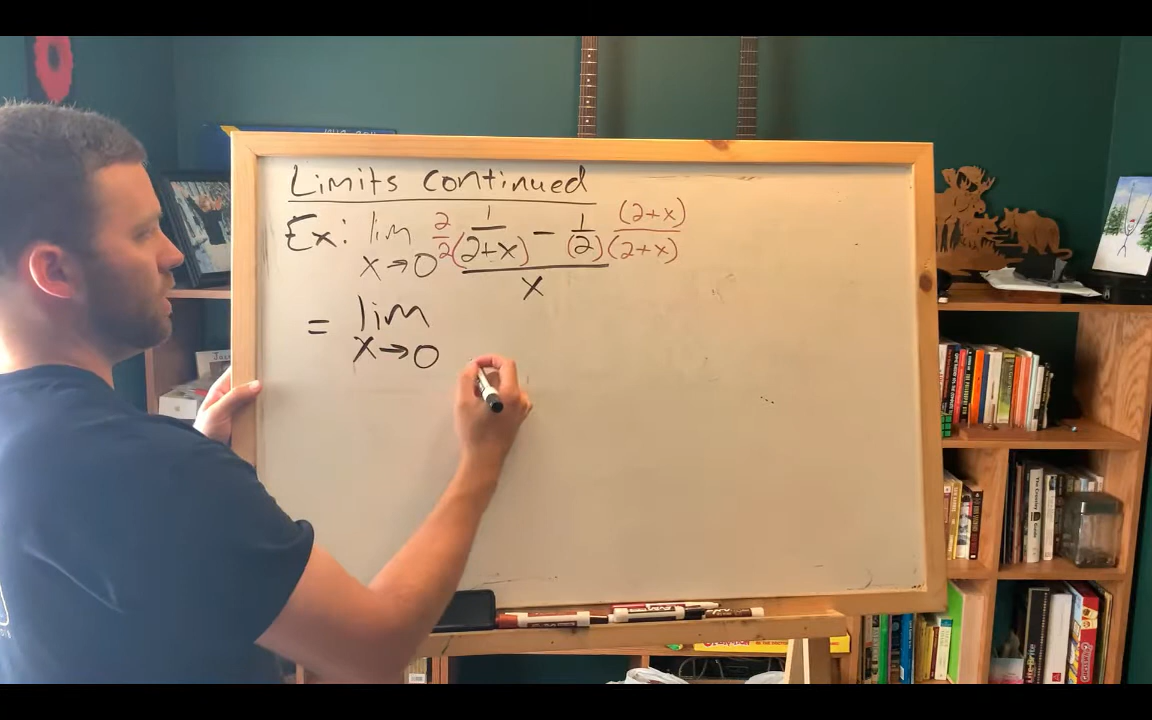 Limits continued
Ex: lim x→0 2/2 (1/(2+x)) - 1/(2) (2+x)/(2+x)
x
= lim
x→0